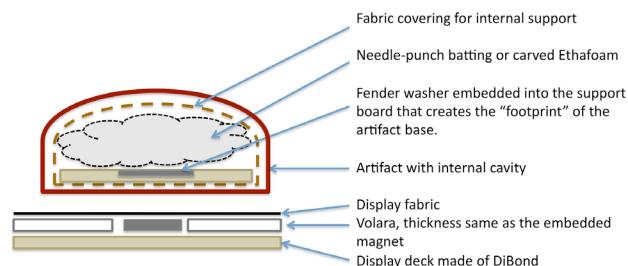 Fabric covering for internal support
Needle-punch batting or carved Ethafoam
Fender washer embedded into the support
board that creates the “footprint” of the
artifact base.
Artifact with internal cavity
Display fabric
Volara, thickness same as the embedded
magnet
Display deck made of DiBond